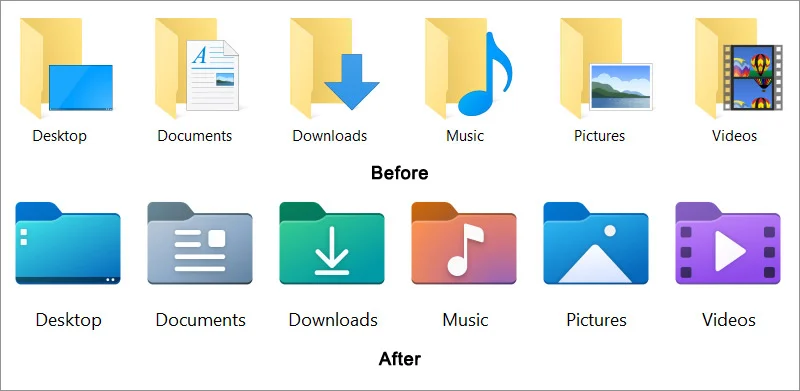 A
Desktop Documents Downloads Music Pictures Videos
Before
Desktop Documents Downloads Music Pictures Videos
After